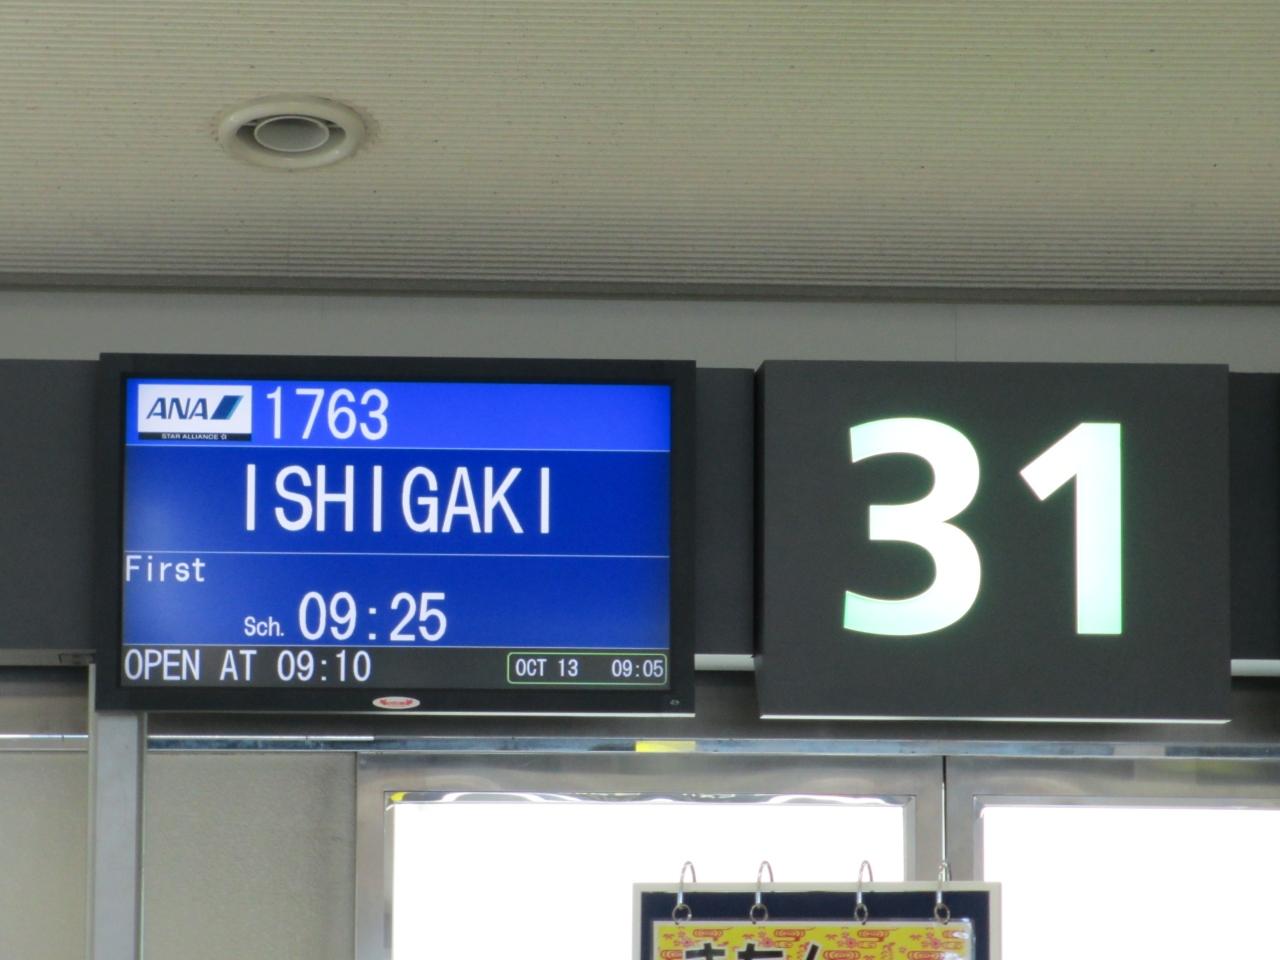 ANA 1763
STAR ALLIANCE
ISHIGAKI
First
Sch. 09:25
OPEN AT 09:10
OCT 13 09:05
31